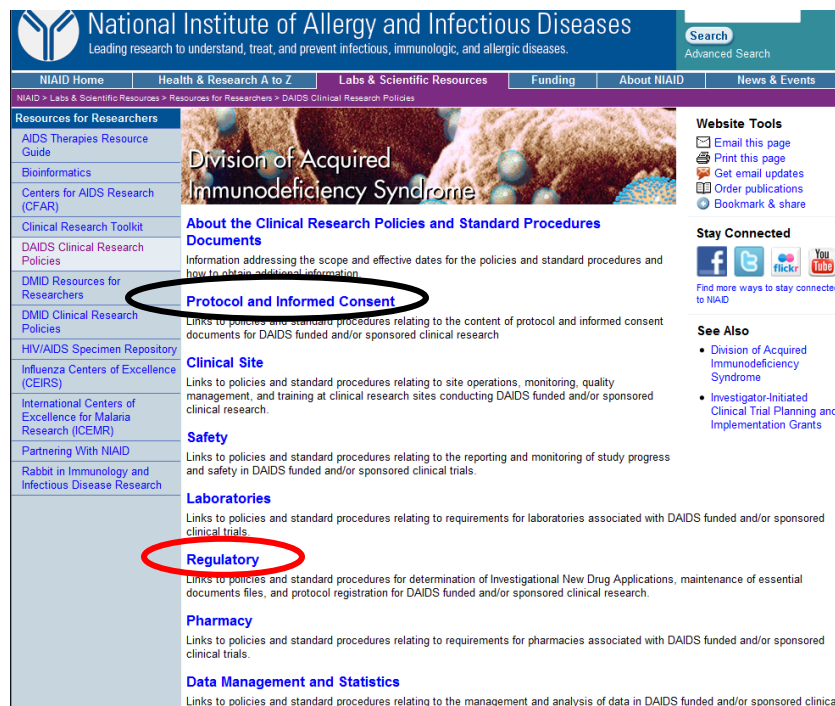 National Institute of Allergy and Infectious Diseases
Leading research to understand, treat, and prevent infectious, immunologic, and allergic diseases.
Search
Advanced Search
NIAID Home
Health & Research A to Z
Labs & Scientific Resources
Funding
About NIAID
News & Events
NIAID > Labs & Scientific Resources > Resources for Researchers > DAIDS Clinical Research Policies
Resources for Researchers
AIDS Therapies Resource
Guide
Bioinformatics
Centers for AIDS Research
(CFAR)
Clinical Research Toolkit
DAIDS Clinical Research
Policies
DMID Resources for
Researchers
DMID Clinical Research
Policies
HIV/AIDS Specimen Repository
Influenza Centers of Excellence
(CEIRS)
International Centers of
Excellence for Malaria
Research (ICEMR)
Partnering With NIAID
Rabbit in Immunology and
Infectious Disease Research
Division of Acquired
Immunodeficiency Syndrome
About the Clinical Research Policies and Standard Procedures
Documents
Information addressing the scope and effective dates for the policies and standard procedures and
how to obtain additional information.
Protocol and Informed Consent
Links to policies and standard procedures relating to the content of protocol and informed consent
documents for DAIDS funded and/or sponsored clinical research
Clinical Site
Links to policies and standard procedures relating to site operations, monitoring, quality
management, and training at clinical research sites conducting DAIDS funded and/or sponsored
clinical research.
Safety
Links to policies and standard procedures relating to the reporting and monitoring of study progress
and safety in DAIDS funded and/or sponsored clinical trials.
Laboratories
Links to policies and standard procedures relating to requirements for laboratories associated with DAIDS funded and/or sponsored
clinical trials.
Regulatory
Links to policies and standard procedures for determination of Investigational New Drug Applications, maintenance of essential
documents files, and protocol registration for DAIDS funded and/or sponsored clinical research.
Pharmacy
Links to policies and standard procedures relating to requirements for pharmacies associated with DAIDS funded and/or sponsored
clinical trials.
Data Management and Statistics
Links to policies and standard procedures relating to the management and analysis of data in DAIDS funded and/or sponsored clinica
Website Tools
Email this page
Print this page
Get email updates
Order publications
Bookmark & share
Stay Connected
f
flickr
You
Tube
Find more ways to stay connected
to NIAID
See Also
Division of Acquired
Immunodeficiency
Syndrome
Investigator-Initiated
Clinical Trial Planning and
Implementation Grants